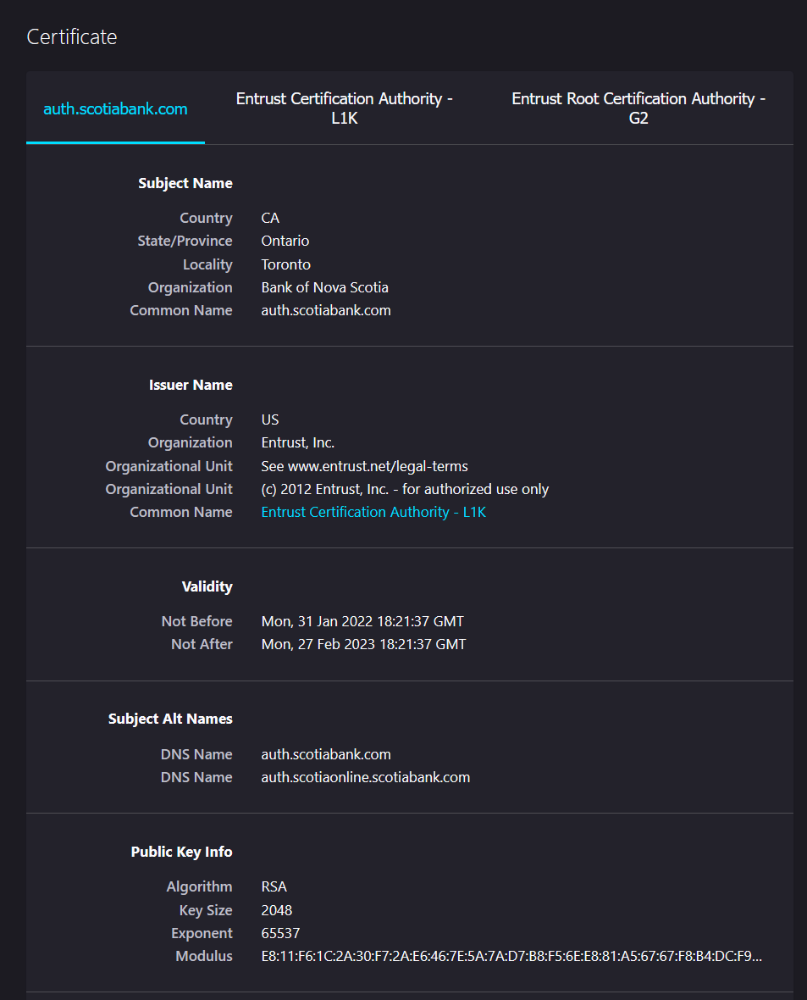 Certificate
auth.scotiabank.com
Entrust Certification Authority -
L1K
Entrust Root Certification Authority -
G2
Subject Name
Country CA
State/Province Ontario
Locality Toronto
Organization Bank of Nova Scotia
Common Name auth.scotiabank.com
Issuer Name
Country US
Organization Entrust, Inc.
Organizational Unit See www.entrust.net/legal-terms
Organizational Unit (c) 2012 Entrust, Inc. - for authorized use only
Common Name Entrust Certification Authority - L1K
Validity
Not Before Mon, 31 Jan 2022 18:21:37 GMT
Not After Mon, 27 Feb 2023 18:21:37 GMT
Subject Alt Names
DNS Name auth.scotiabank.com
DNS Name auth.scotiaonline.scotiabank.com
Public Key Info
Algorithm RSA
Key Size 2048
Exponent 65537
Modulus E8:11:F6:1C:2A:30:F7:2A:E6:46:7E:5A:7A:D7:B8:F5:6E:E8:81:A5:67:67:F8:B4:DC:F9...